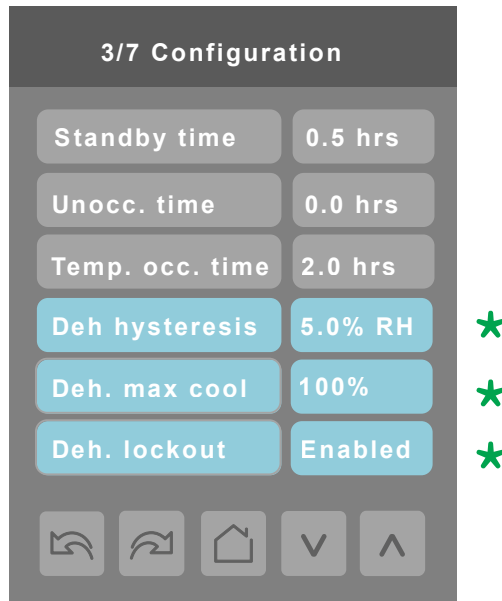 3/7 Configuration
Standby time 0.5 hrs
Unocc. time 0.0 hrs
Temp. occ. time 2.0 hrs
Deh hysteresis 5.0% RH *
Deh. max cool 100% *
Deh. lockout Enabled *